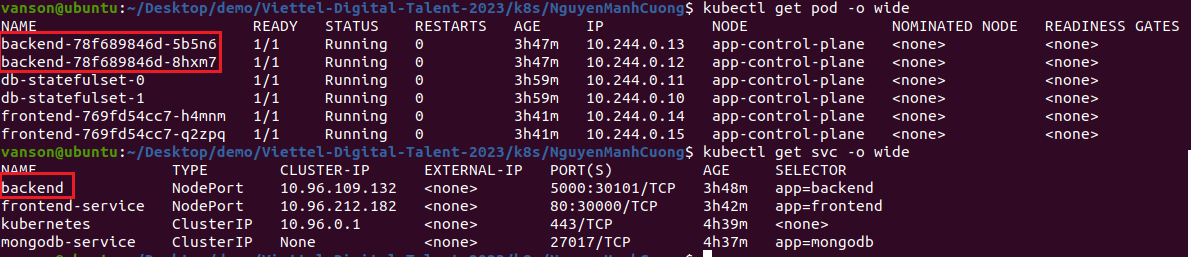 vanson@ubuntu:~/Desktop/demo/Viettel-Digital-Talent-2023/k8s/NguyenManhCuong$ kubectl get pod -o wide
NAME READY STATUS RESTARTS AGE IP NODE NOMINATED NODE READINESS GATES
backend-78f689846d-5b5n6 1/1 Running 0 3h47m 10.244.0.13 app-control-plane <none> <none>
backend-78f689846d-8hxm7 1/1 Running 0 3h47m 10.244.0.12 app-control-plane <none> <none>
db-statefulset-0 1/1 Running 0 3h59m 10.244.0.11 app-control-plane <none> <none>
db-statefulset-1 1/1 Running 0 3h59m 10.244.0.10 app-control-plane <none> <none>
frontend-769fd54cc7-h4mnm 1/1 Running 0 3h41m 10.244.0.14 app-control-plane <none> <none>
frontend-769fd54cc7-q2zpq 1/1 Running 0 3h41m 10.244.0.15 app-control-plane <none> <none>
vanson@ubuntu:~/Desktop/demo/Viettel-Digital-Talent-2023/k8s/NguyenManhCuong$ kubectl get svc -o wide
NAME TYPE CLUSTER-IP EXTERNAL-IP PORT(S) AGE SELECTOR
backend NodePort 10.96.109.132 <none> 5000:30101/TCP 3h48m app=backend
frontend-service NodePort 10.96.212.182 <none> 80:30000/TCP 3h42m app=frontend
kubernetes ClusterIP 10.96.0.1 <none> 443/TCP 4h39m <none>
mongodb-service ClusterIP None <none> 27017/TCP 4h37m app=mongodb